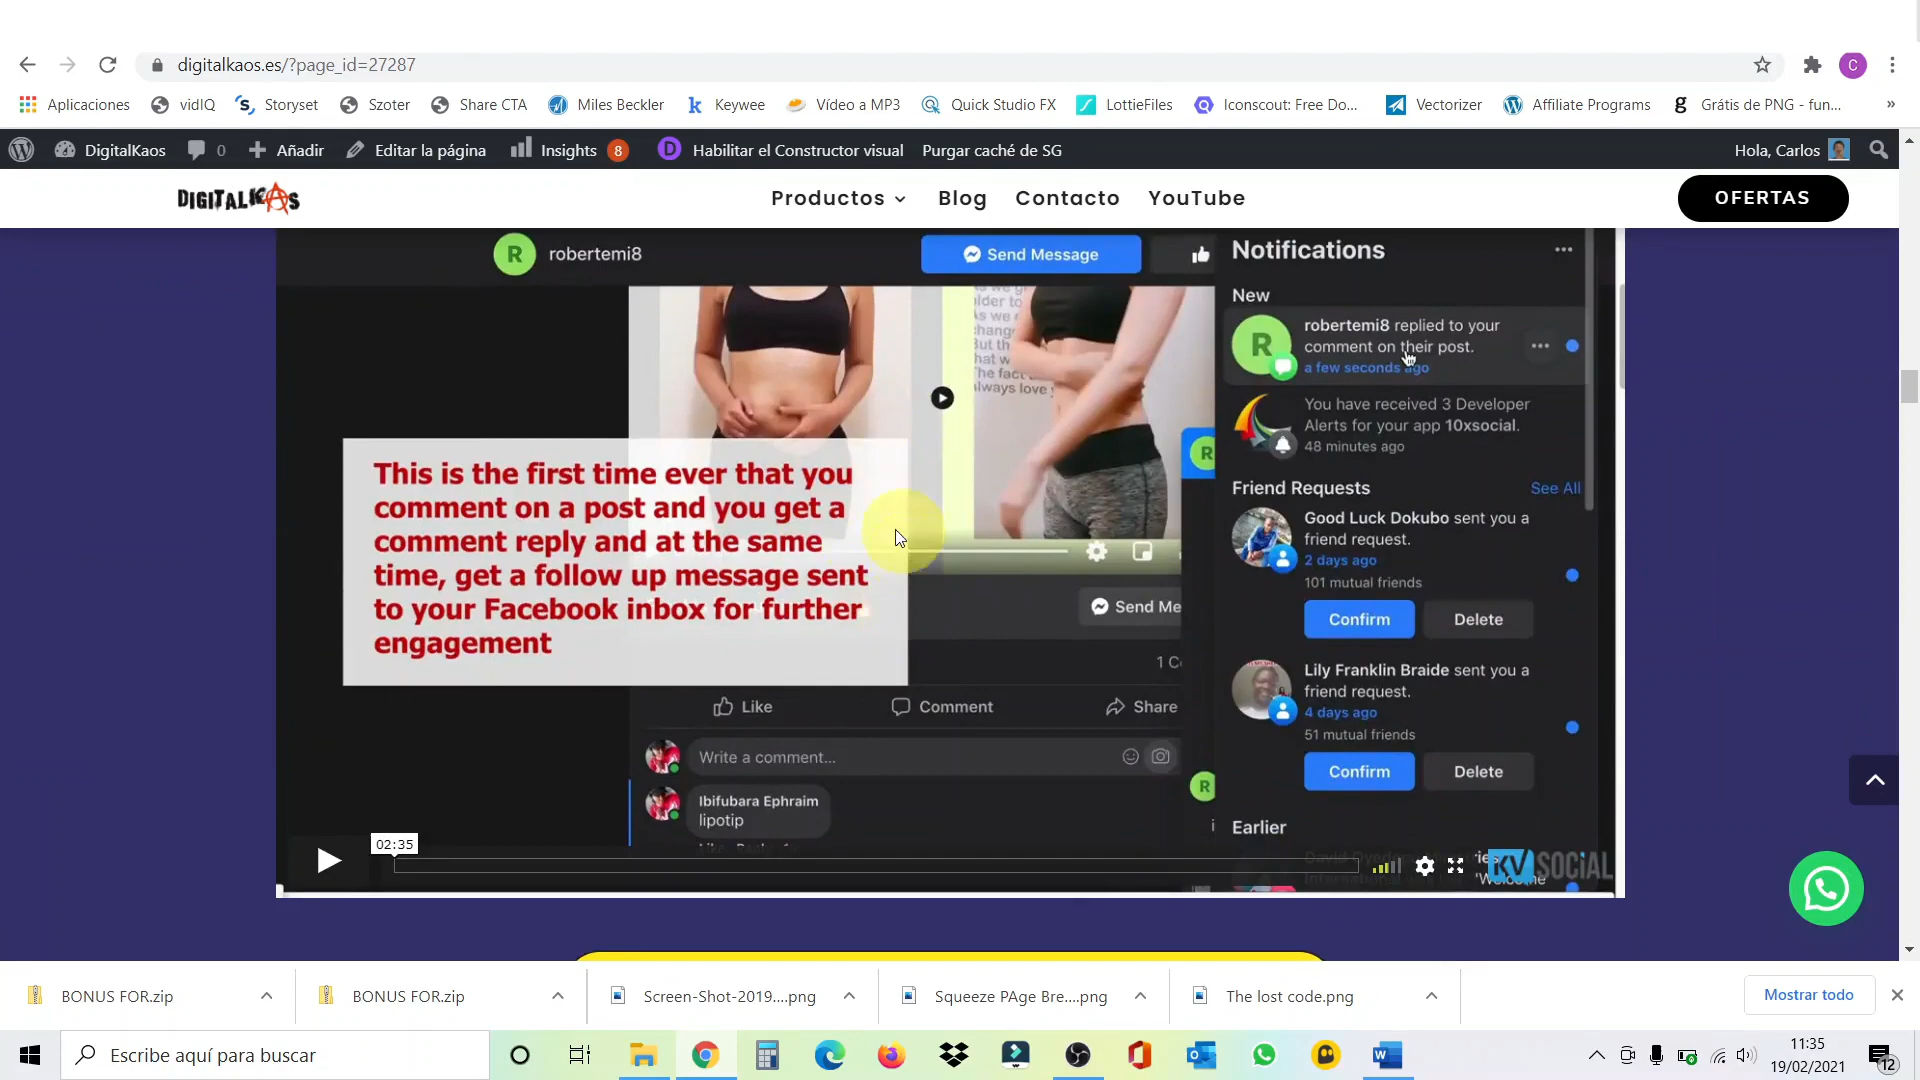 digitalkaos.es/?page_id=27287
Aplicaciones
vidIQ
Storyset
Szoter
Share CTA
Miles Beckler
Keywee
Vídeo a MP3
Quick Studio FX
LottieFiles
Iconscout: Free Do...
Vectorizer
Affiliate Programs
Grátis de PNG - fun...
»
DigitalKaos
0
Añadir
Editar la página
Insights
8
Habilitar el Constructor visual
Purgar caché de SG
Hola, Carlos
DIGITALKAOS
Productos
Blog
Contacto
YouTube
OFERTAS
R
robertemi8
Send Message
Notifications
New
robertemi8 replied to your
comment on their post.
a few seconds ago
You have received 3 Developer
Alerts for your app 10xsocial.
48 minutes ago
Friend Requests
See All
Good Luck Dokubo sent you a
friend request.
2 days ago
101 mutual friends
Confirm
Delete
Lily Franklin Braide sent you a
friend request.
4 days ago
51 mutual friends
Confirm
Delete
Earlier
This is the first time ever that you
comment on a post and you get a
comment reply and at the same
time, get a follow up message sent
to your Facebook inbox for further
engagement
Send Me
Like
Comment
Share
Write a comment...
Ibifubara Ephraim
lipotip
02:35
KVSOCIAL
BONUS FOR.zip
BONUS FOR.zip
Screen-Shot-2019....png
Squeeze PAge Bre....png
The lost code.png
Mostrar todo
Escribe aquí para buscar
11:35
19/02/2021
12